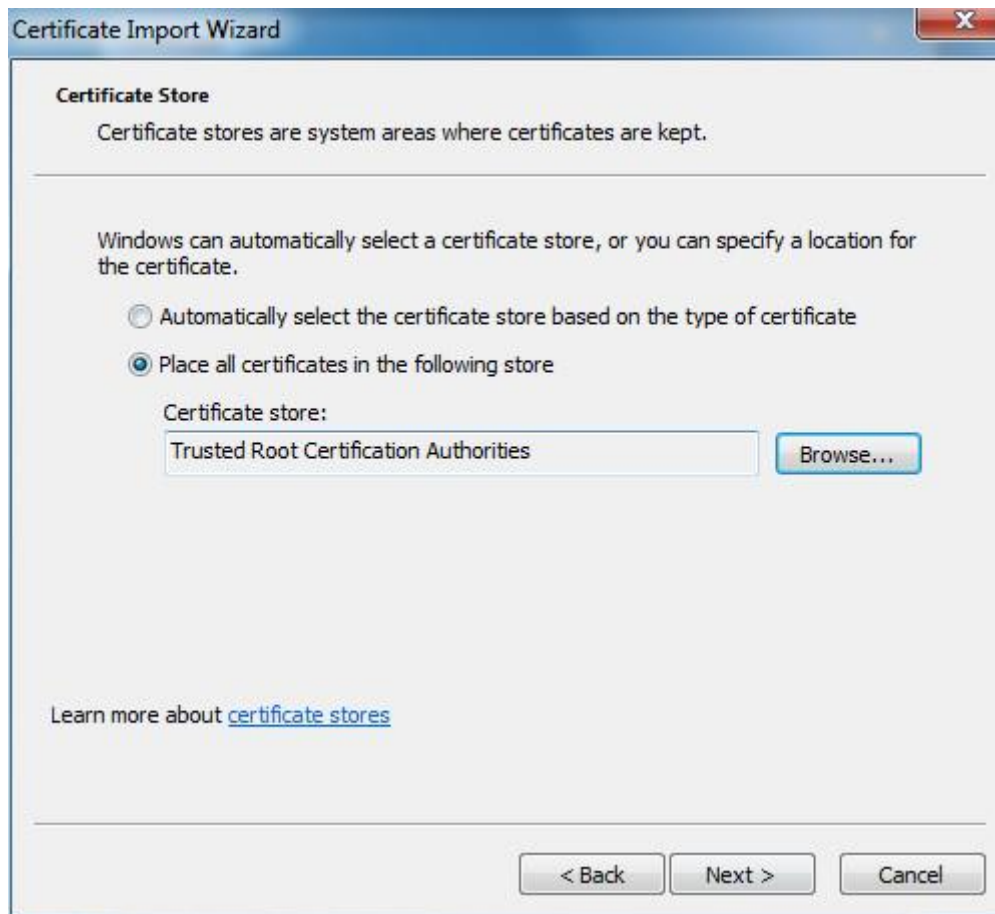 Certificate Import Wizard
Certificate Store
Certificate stores are system areas where certificates are kept.
Windows can automatically select a certificate store, or you can specify a location for
the certificate.
Automatically select the certificate store based on the type of certificate
Place all certificates in the following store
Certificate store:
Trusted Root Certification Authorities
Browse...
Learn more about certificate stores
< Back
Next >
Cancel